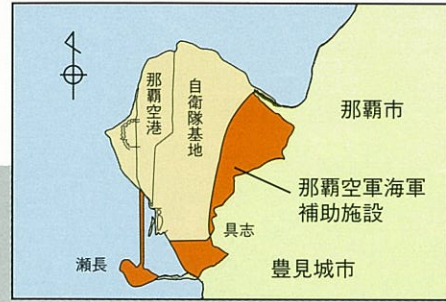 那覇空港
自衛隊基地
那覇市
那覇空軍海軍
補助施設
具志
瀬長
豊見城市